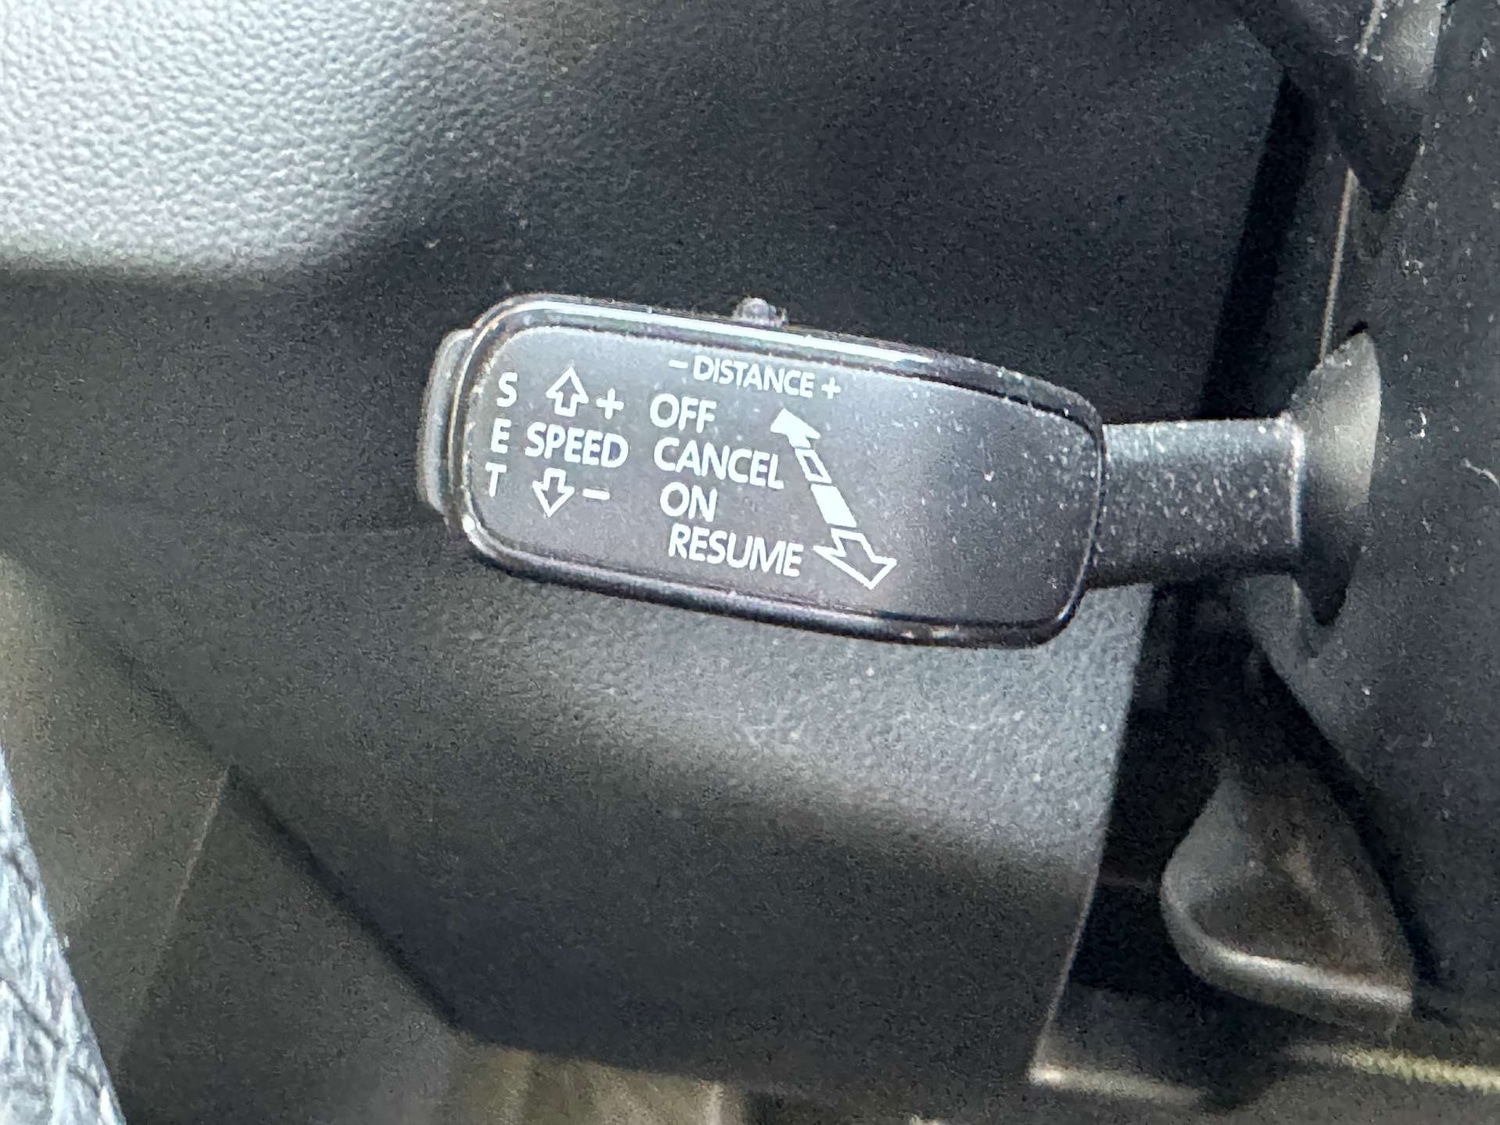 - DISTANCE +
S + OFF
E SPEED CANCEL
T - ON
RESUME